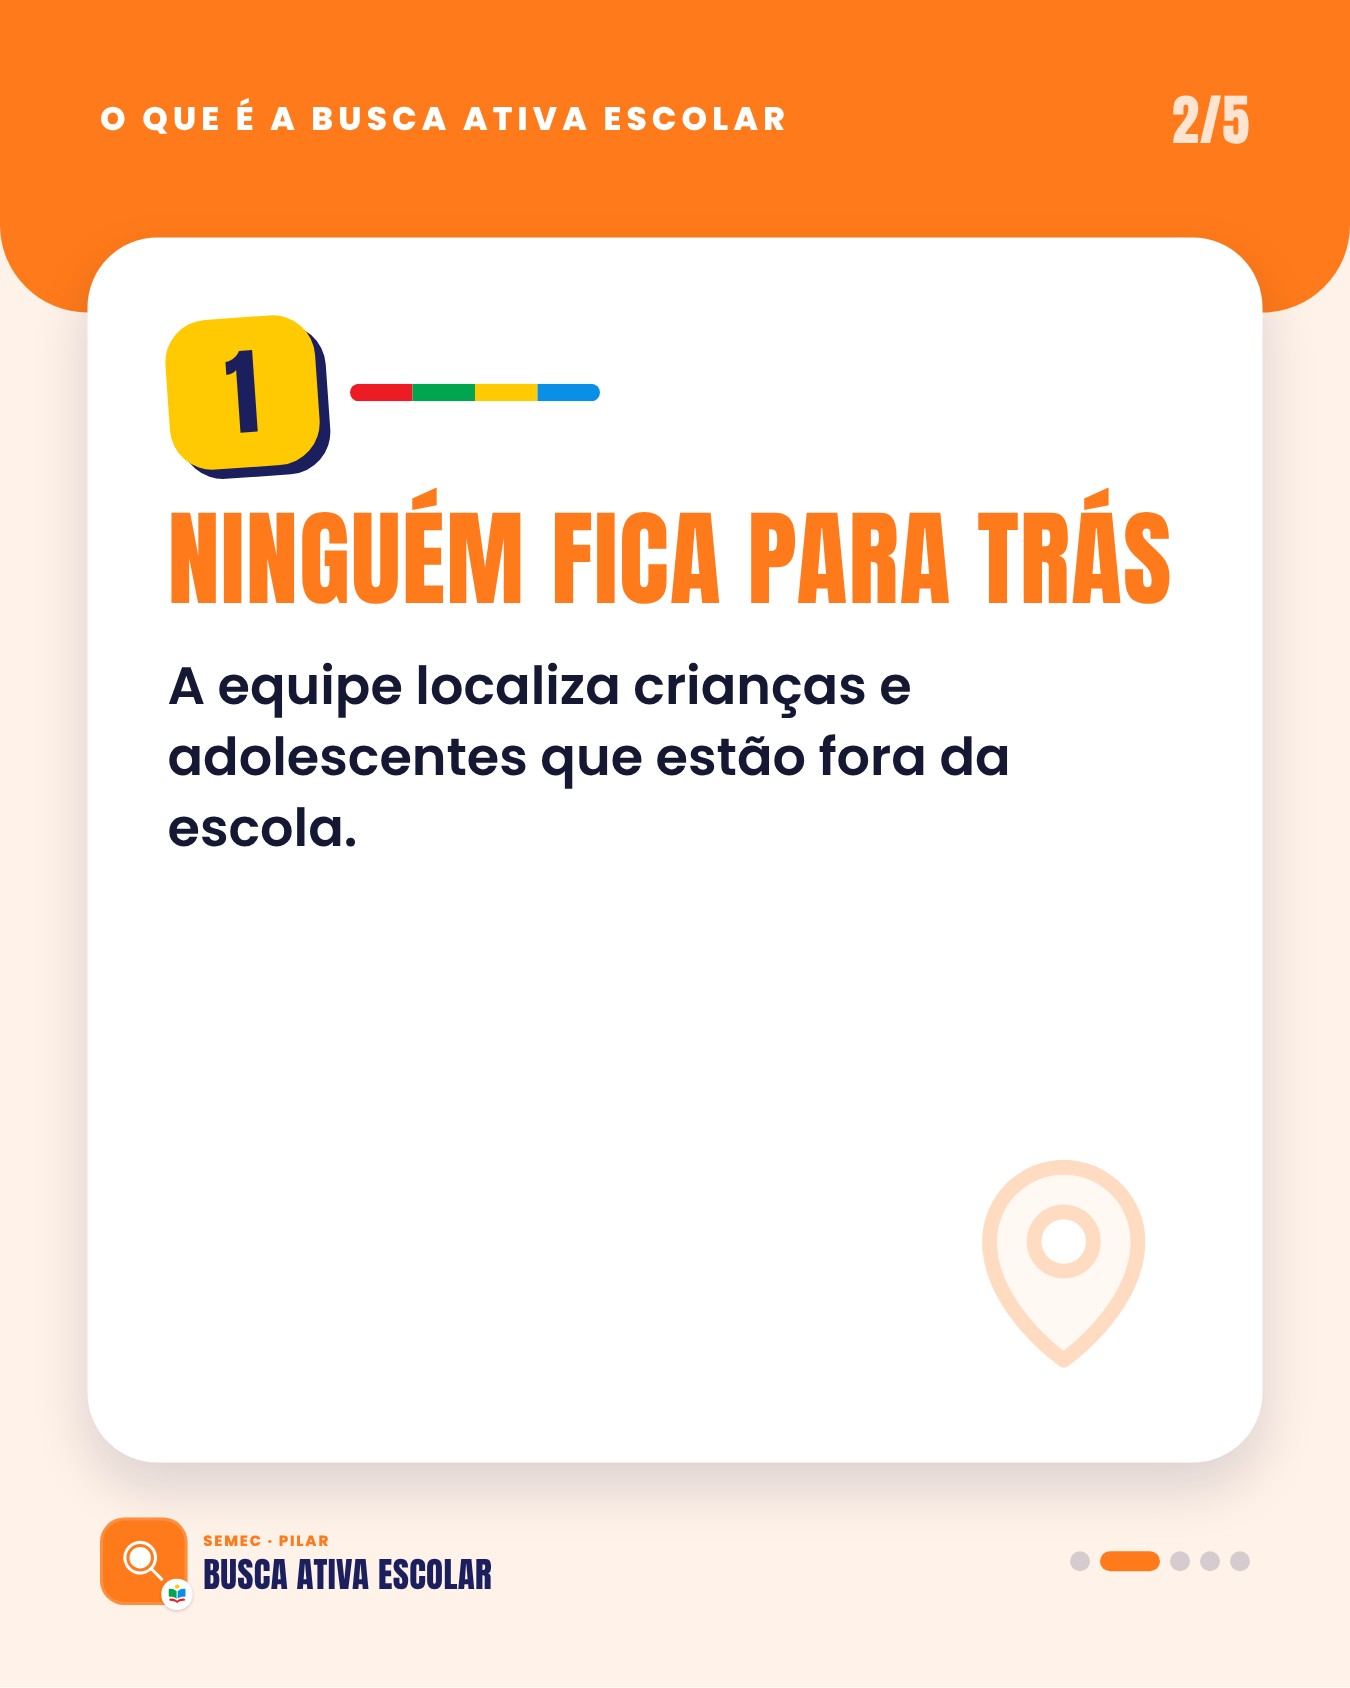 O QUE É A BUSCA ATIVA ESCOLAR
2/5
1
NINGUÉM FICA PARA TRÁS
A equipe localiza crianças e
adolescentes que estão fora da
escola.
SEMEC · PILAR
BUSCA ATIVA ESCOLAR